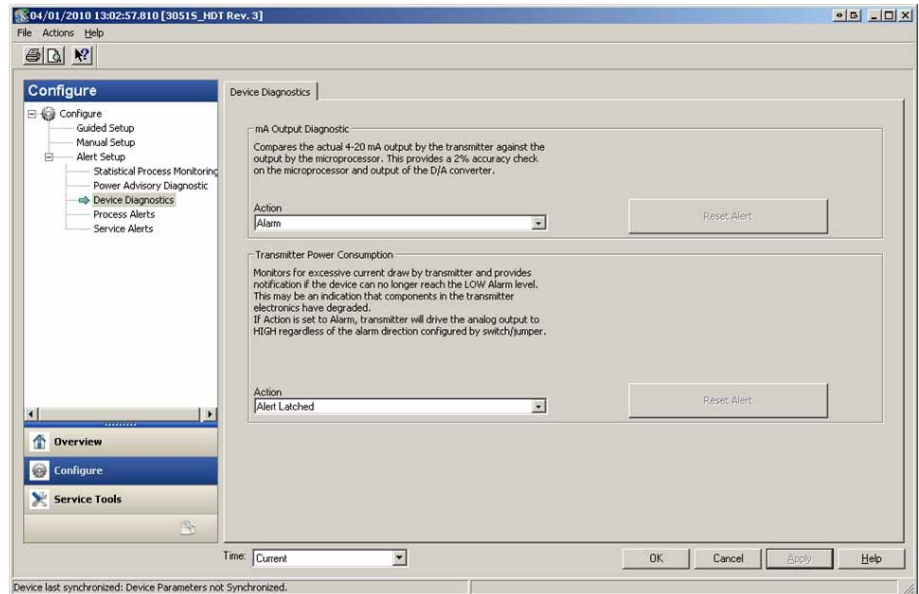 04/01/2010 13:02:57.810 [3051S_HDT Rev. 3]
File Actions Help
Configure
Configure
Guided Setup
Manual Setup
Alert Setup
Statistical Process Monitoring
Power Advisory Diagnostic
Device Diagnostics
Process Alerts
Service Alerts
Overview
Configure
Service Tools
Device Diagnostics
mA Output Diagnostic
Compares the actual 4-20 mA output by the transmitter against the
output by the microprocessor. This provides a 2% accuracy check
on the microprocessor and output of the D/A converter.
Action
Alarm
Reset Alert
Transmitter Power Consumption
Monitors for excessive current draw by transmitter and provides
notification if the device can no longer reach the LOW Alarm level.
This may be an indication that components in the transmitter
electronics have degraded.
If Action is set to Alarm, transmitter will drive the analog output to
HIGH regardless of the alarm direction configured by switch/jumper.
Action
Alert Latched
Reset Alert
Time: Current
OK Cancel Apply Help
Device last synchronized: Device Parameters not Synchronized.